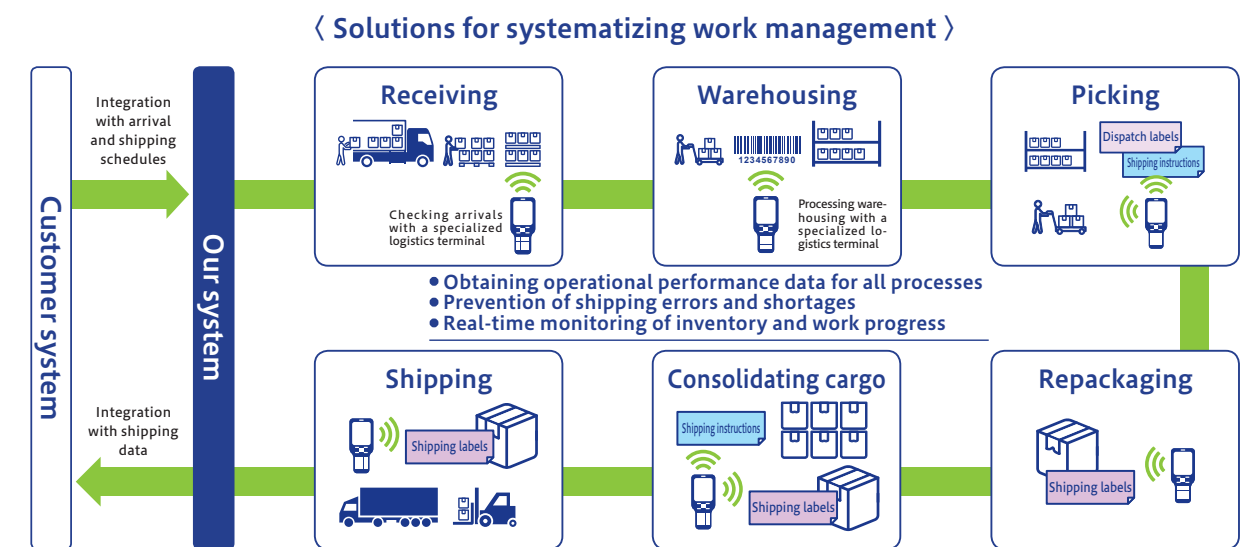 〈 Solutions for systematizing work management 〉
Customer system
Integration
with arrival
and shipping
schedules
Our system
Receiving
Checking arrivals
with a specialized
logistics terminal
Warehousing
1234567890
Processing ware-
housing with a
specialized lo-
gistics terminal
Picking
Dispatch labels
Shipping instructions
● Obtaining operational performance data for all processes
● Prevention of shipping errors and shortages
● Real-time monitoring of inventory and work progress
Integration
with shipping
data
Shipping
Shipping labels
Consolidating cargo
Shipping instructions
Shipping labels
Repackaging
Shipping labels